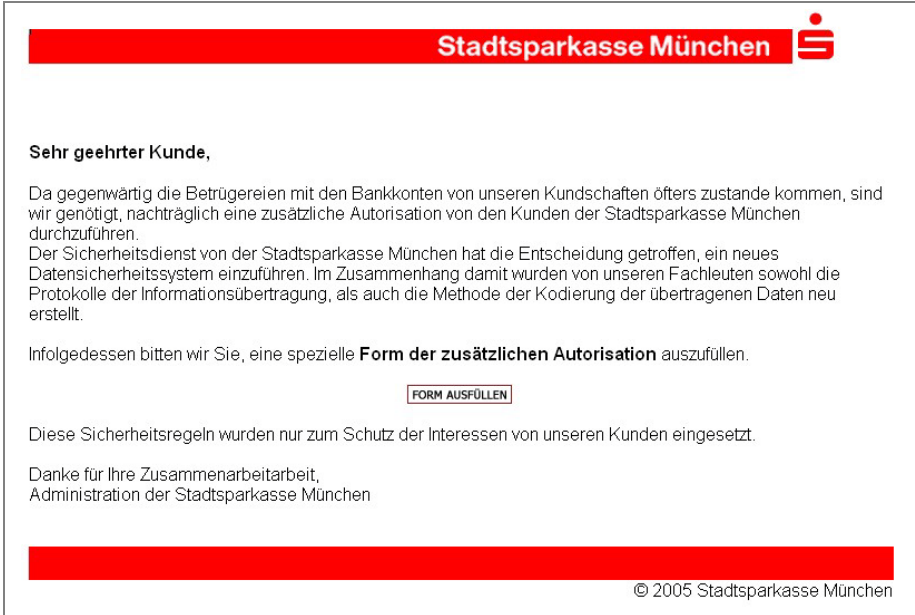 Stadtsparkasse München
Sehr geehrter Kunde,
Da gegenwärtig die Betrügereien mit den Bankkonten von unseren Kundschaften öfters zustande kommen, sind
wir genötigt, nachträglich eine zusätzliche Autorisation von den Kunden der Stadtsparkasse München
durchzuführen.
Der Sicherheitsdienst von der Stadtsparkasse München hat die Entscheidung getroffen, ein neues
Datensicherheitssystem einzuführen. Im Zusammenhang damit wurden von unseren Fachleuten sowohl die
Protokolle der Informationsübertragung, als auch die Methode der Kodierung der übertragenen Daten neu
erstellt.
Infolgedessen bitten wir Sie, eine spezielle Form der zusätzlichen Autorisation auszufüllen.
FORM AUSFÜLLEN
Diese Sicherheitsregeln wurden nur zum Schutz der Interessen von unseren Kunden eingesetzt.
Danke für Ihre Zusammenarbeitarbeit,
Administration der Stadtsparkasse München
© 2005 Stadtsparkasse München